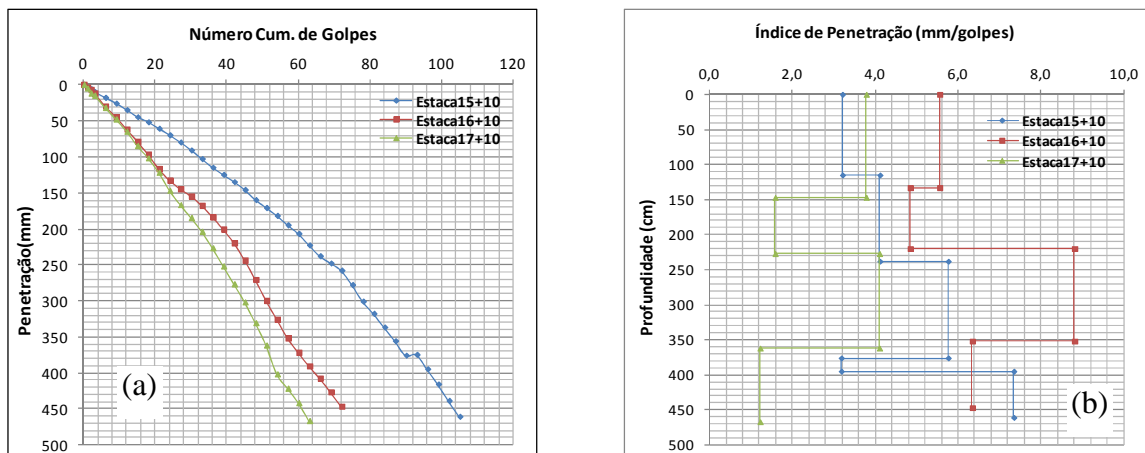 Número Cum. de Golpes
0 20 40 60 80 100 120
0
50
100
150
200
250
300
350
400
450
500
Penetração(mm)
Estaca15+10
Estaca16+10
Estaca17+10
(a)
Índice de Penetração (mm/golpes)
0,0 2,0 4,0 6,0 8,0 10,0
0
50
100
150
200
250
300
350
400
450
500
Profundidade (cm)
Estaca15+10
Estaca16+10
Estaca17+10
(b)